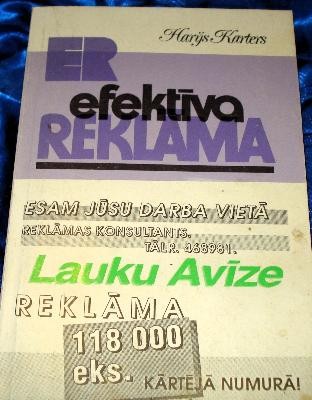 Harijs Karters
ER
efektīva
REKLĀMA
ESAM JŪSU DARBA VIETĀ
REKLĀMAS KONSULTANTS.
TĀLR. 468981.
Lauku Avīze
REKLĀMA
118 000
eks.
KĀRTĒJĀ NUMURĀ!